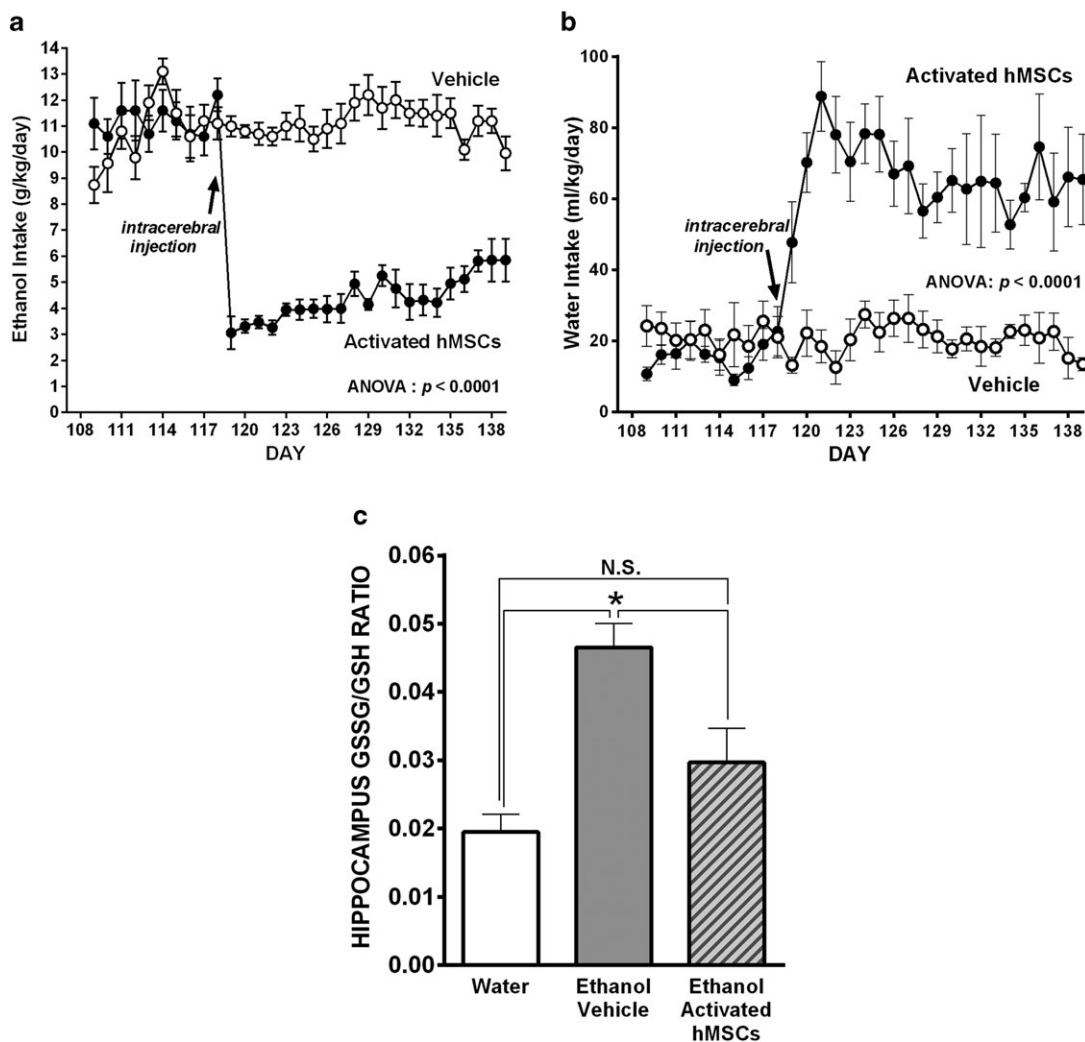 a
14
13
12
11
10
9
8
7
6
5
4
3
2
1
0
Ethanol Intake (g/kg/day)
Vehicle
intracerebral
injection
Activated hMSCs
ANOVA : p < 0.0001
108 111 114 117 120 123 126 129 132 135 138
DAY
b
100
80
60
40
20
0
Water Intake (ml/kg/day)
Activated hMSCs
intracerebral
injection
ANOVA: p < 0.0001
Vehicle
108 111 114 117 120 123 126 129 132 135 138
DAY
c
0.06
0.05
0.04
0.03
0.02
0.01
0.00
HIPPOCAMPUS GSSG/GSH RATIO
N.S.
*
Water
Ethanol
Vehicle
Ethanol
Activated
hMSCs